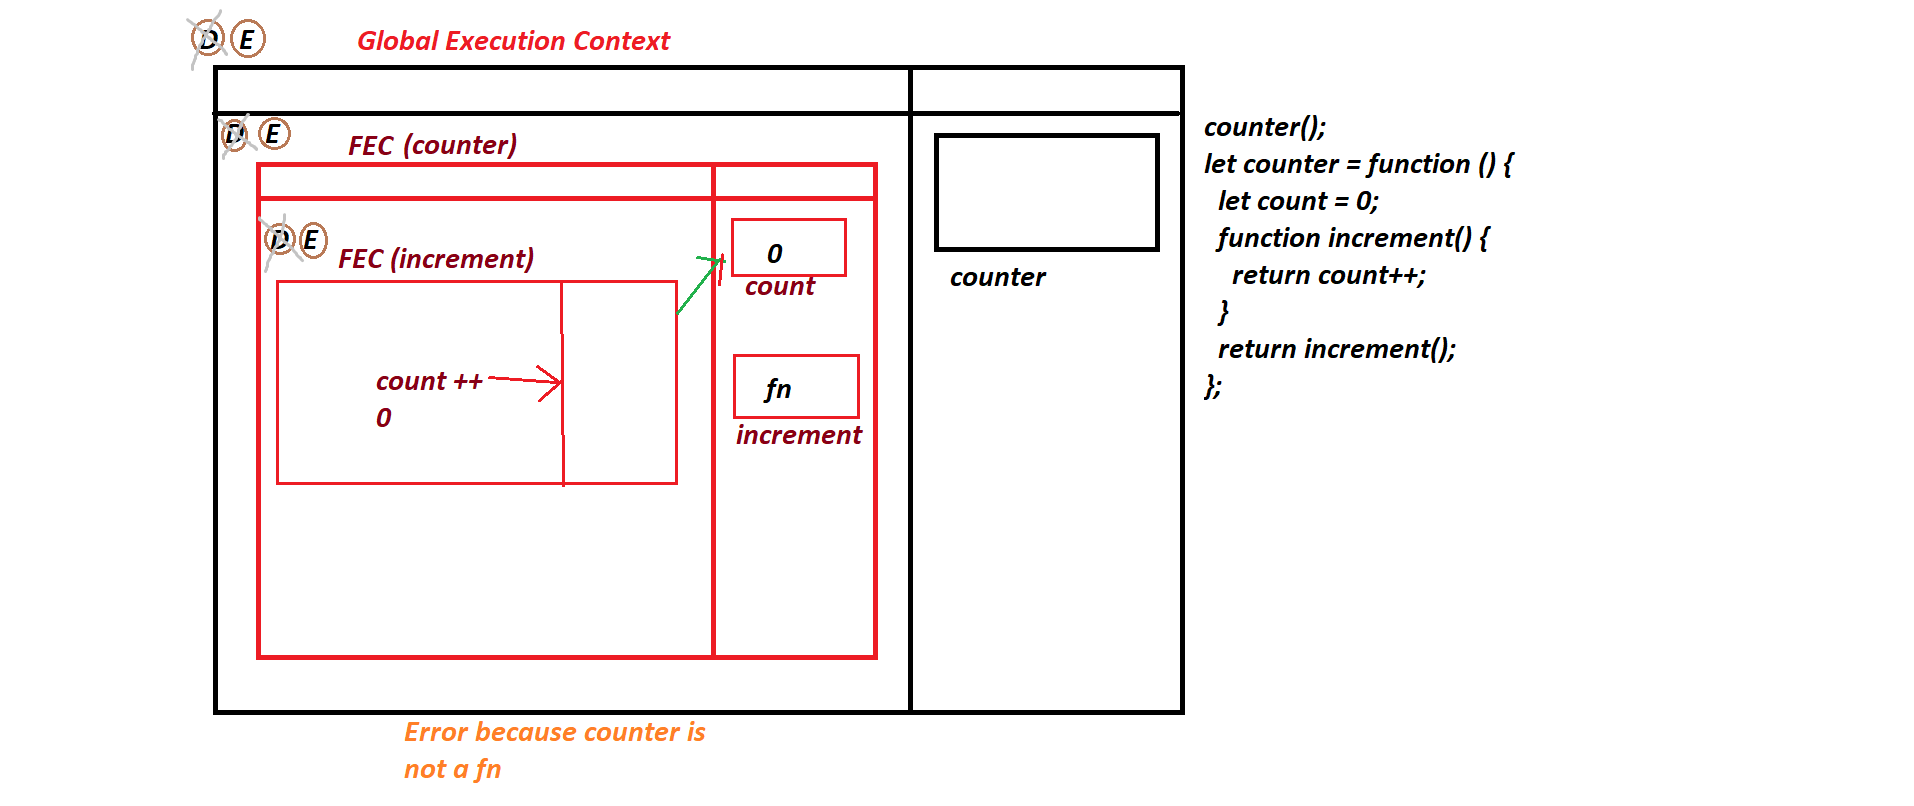 D E
Global Execution Context
D E
FEC (counter)
D E
FEC (increment)
count ++
0
0
count
fn
increment
counter
counter();
let counter = function () {
let count = 0;
function increment() {
return count++;
}
return increment();
};
Error because counter is
not a fn